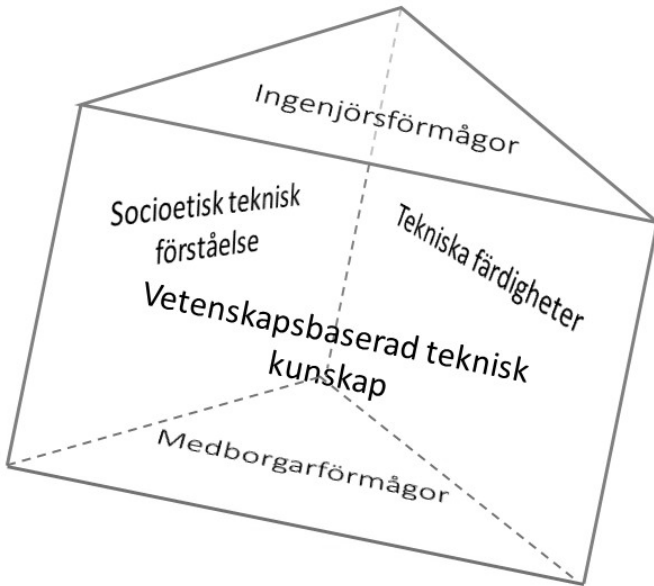 Ingenjörsförmågor
Socioetisk teknisk
förståelse
Tekniska färdigheter
Vetenskapsbaserad teknisk
kunskap
Medborgarförmågor